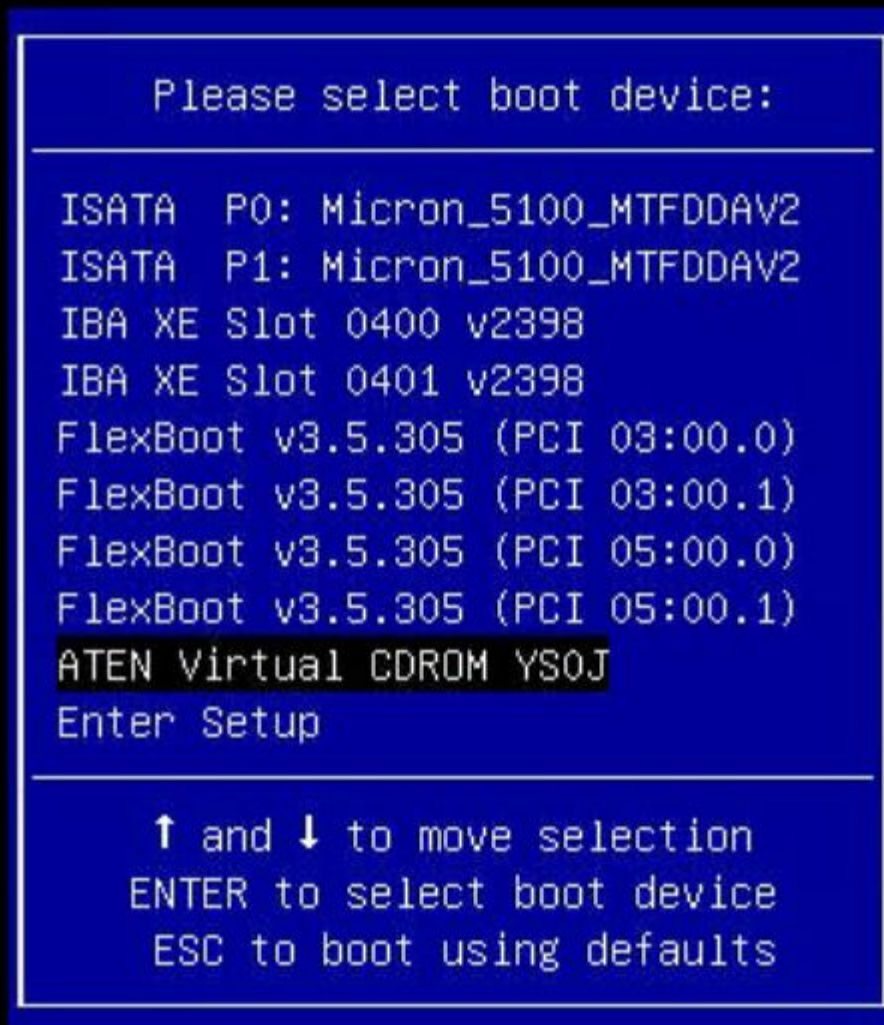 Please select boot device:
ISATA  P0: Micron_5100_MTFDDAV2
ISATA  P1: Micron_5100_MTFDDAV2
IBA XE Slot 0400 v2398
IBA XE Slot 0401 v2398
FlexBoot v3.5.305 (PCI 03:00.0)
FlexBoot v3.5.305 (PCI 03:00.1)
FlexBoot v3.5.305 (PCI 05:00.0)
FlexBoot v3.5.305 (PCI 05:00.1)
ATEN Virtual CDROM YS0J
Enter Setup
↑ and ↓ to move selection
ENTER to select boot device
ESC to boot using defaults